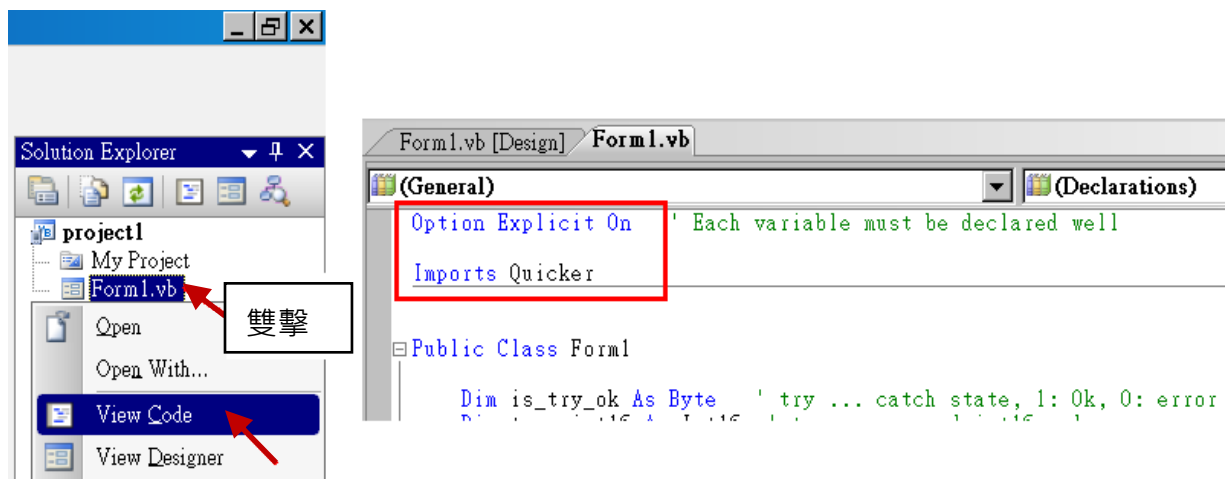 Solution Explorer
project1
My Project
Form1.vb
Open
Open With...
View Code
View Designer
雙擊
Form1.vb [Design]
Form1.vb
(General)
(Declarations)
Option Explicit On ' Each variable must be declared well
Imports Quicker
Public Class Form1
Dim is_try_ok As Byte ' try ... catch state, 1: Ok, 0: error